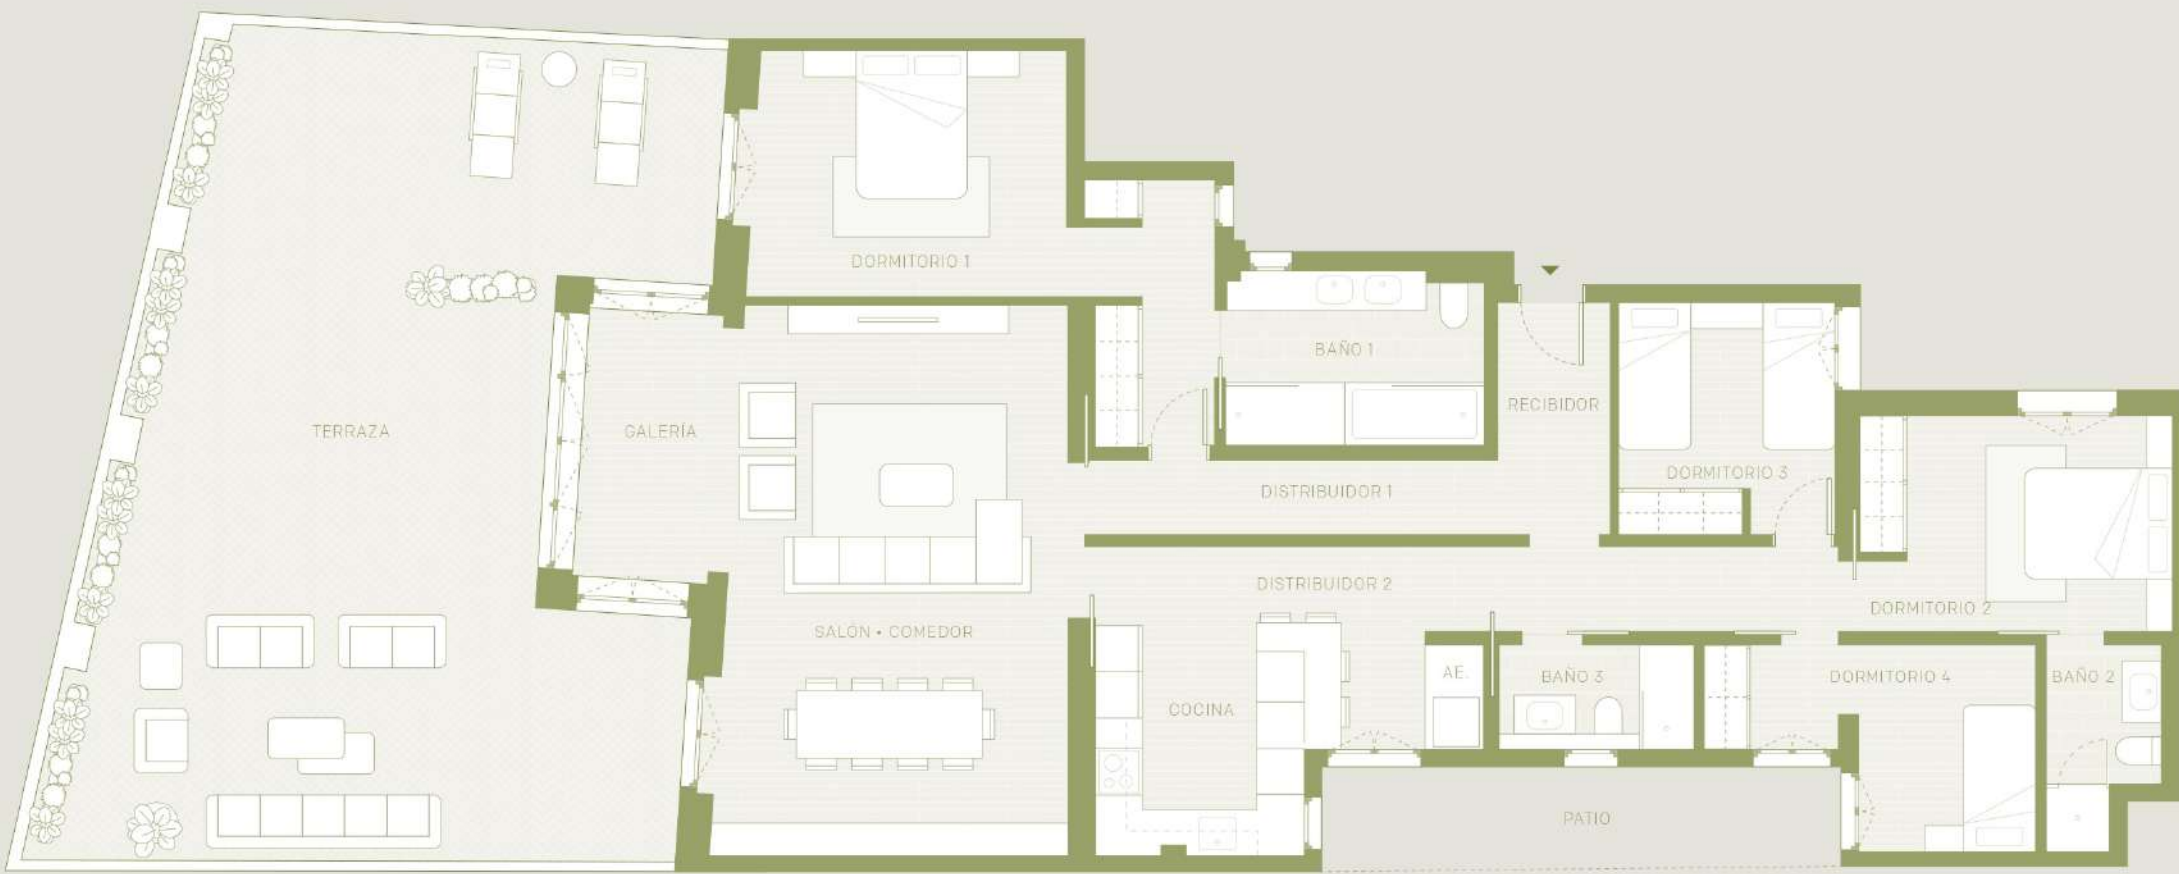 DORMITORIO 1
BAÑO 1
RECIBIDOR
TERRAZA
GALERÍA
DORMITORIO 3
DISTRIBUIDOR 1
DISTRIBUIDOR 2
DORMITORIO 2
SALÓN • COMEDOR
AE.
BAÑO 3
DORMITORIO 4
BAÑO 2
COCINA
PATIO